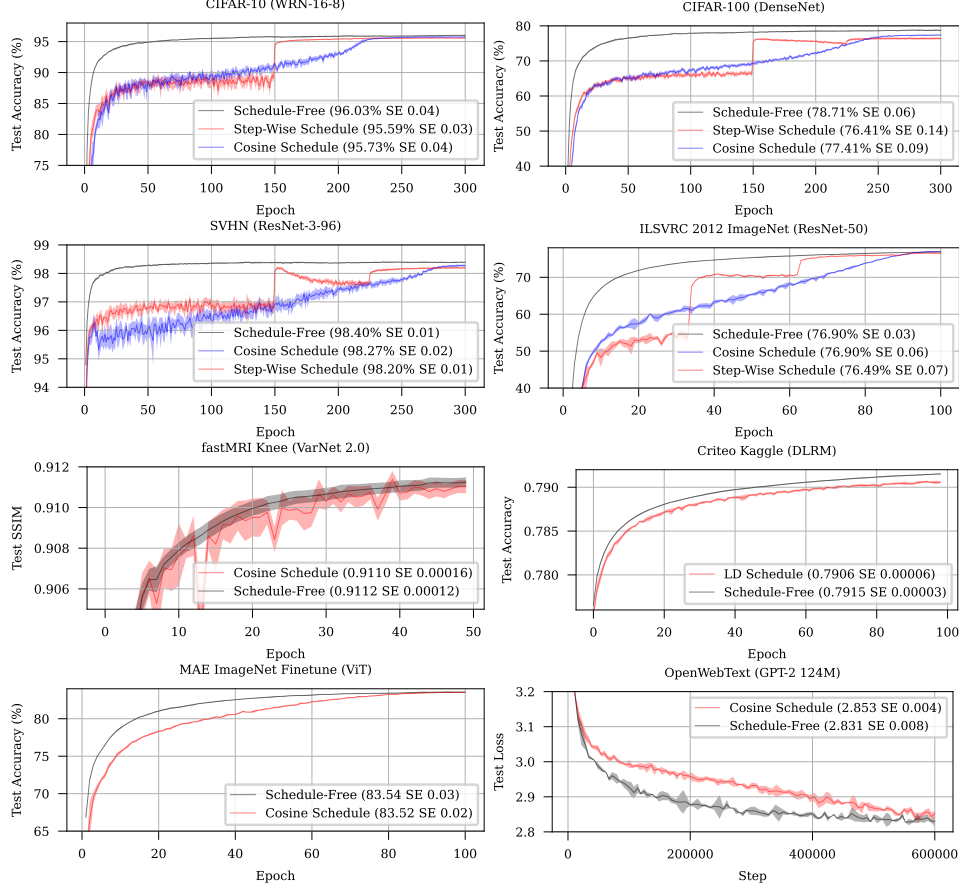 CIFAR-10 (WRN-16-8)
Test Accuracy (%)
95
90
85
80
75
Schedule-Free (96.03% SE 0.04)
Step-Wise Schedule (95.59% SE 0.03)
Cosine Schedule (95.73% SE 0.04)
0 50 100 150 200 250 300
Epoch
CIFAR-100 (DenseNet)
Test Accuracy (%)
80
70
60
50
40
Schedule-Free (78.71% SE 0.06)
Step-Wise Schedule (76.41% SE 0.14)
Cosine Schedule (77.41% SE 0.09)
0 50 100 150 200 250 300
Epoch
SVHN (ResNet-3-96)
Test Accuracy (%)
99
98
97
96
95
94
Schedule-Free (98.40% SE 0.01)
Cosine Schedule (98.27% SE 0.02)
Step-Wise Schedule (98.20% SE 0.01)
0 50 100 150 200 250 300
Epoch
ILSVRC 2012 ImageNet (ResNet-50)
Test Accuracy (%)
70
60
50
40
Schedule-Free (76.90% SE 0.03)
Cosine Schedule (76.90% SE 0.06)
Step-Wise Schedule (76.49% SE 0.07)
0 20 40 60 80 100
Epoch
fastMRI Knee (VarNet 2.0)
Test SSIM
0.912
0.910
0.908
0.906
Cosine Schedule (0.9110 SE 0.00016)
Schedule-Free (0.9112 SE 0.00012)
0 10 20 30 40 50
Epoch
Criteo Kaggle (DLRM)
Test Accuracy
0.790
0.785
0.780
LD Schedule (0.7906 SE 0.00006)
Schedule-Free (0.7915 SE 0.00003)
0 20 40 60 80 100
Epoch
MAE ImageNet Finetune (ViT)
Test Accuracy (%)
80
75
70
65
Schedule-Free (83.54 SE 0.03)
Cosine Schedule (83.52 SE 0.02)
0 20 40 60 80 100
Epoch
OpenWebText (GPT-2 124M)
Test Loss
3.2
3.1
3.0
2.9
2.8
Cosine Schedule (2.853 SE 0.004)
Schedule-Free (2.831 SE 0.008)
0 200000 400000 600000
Step